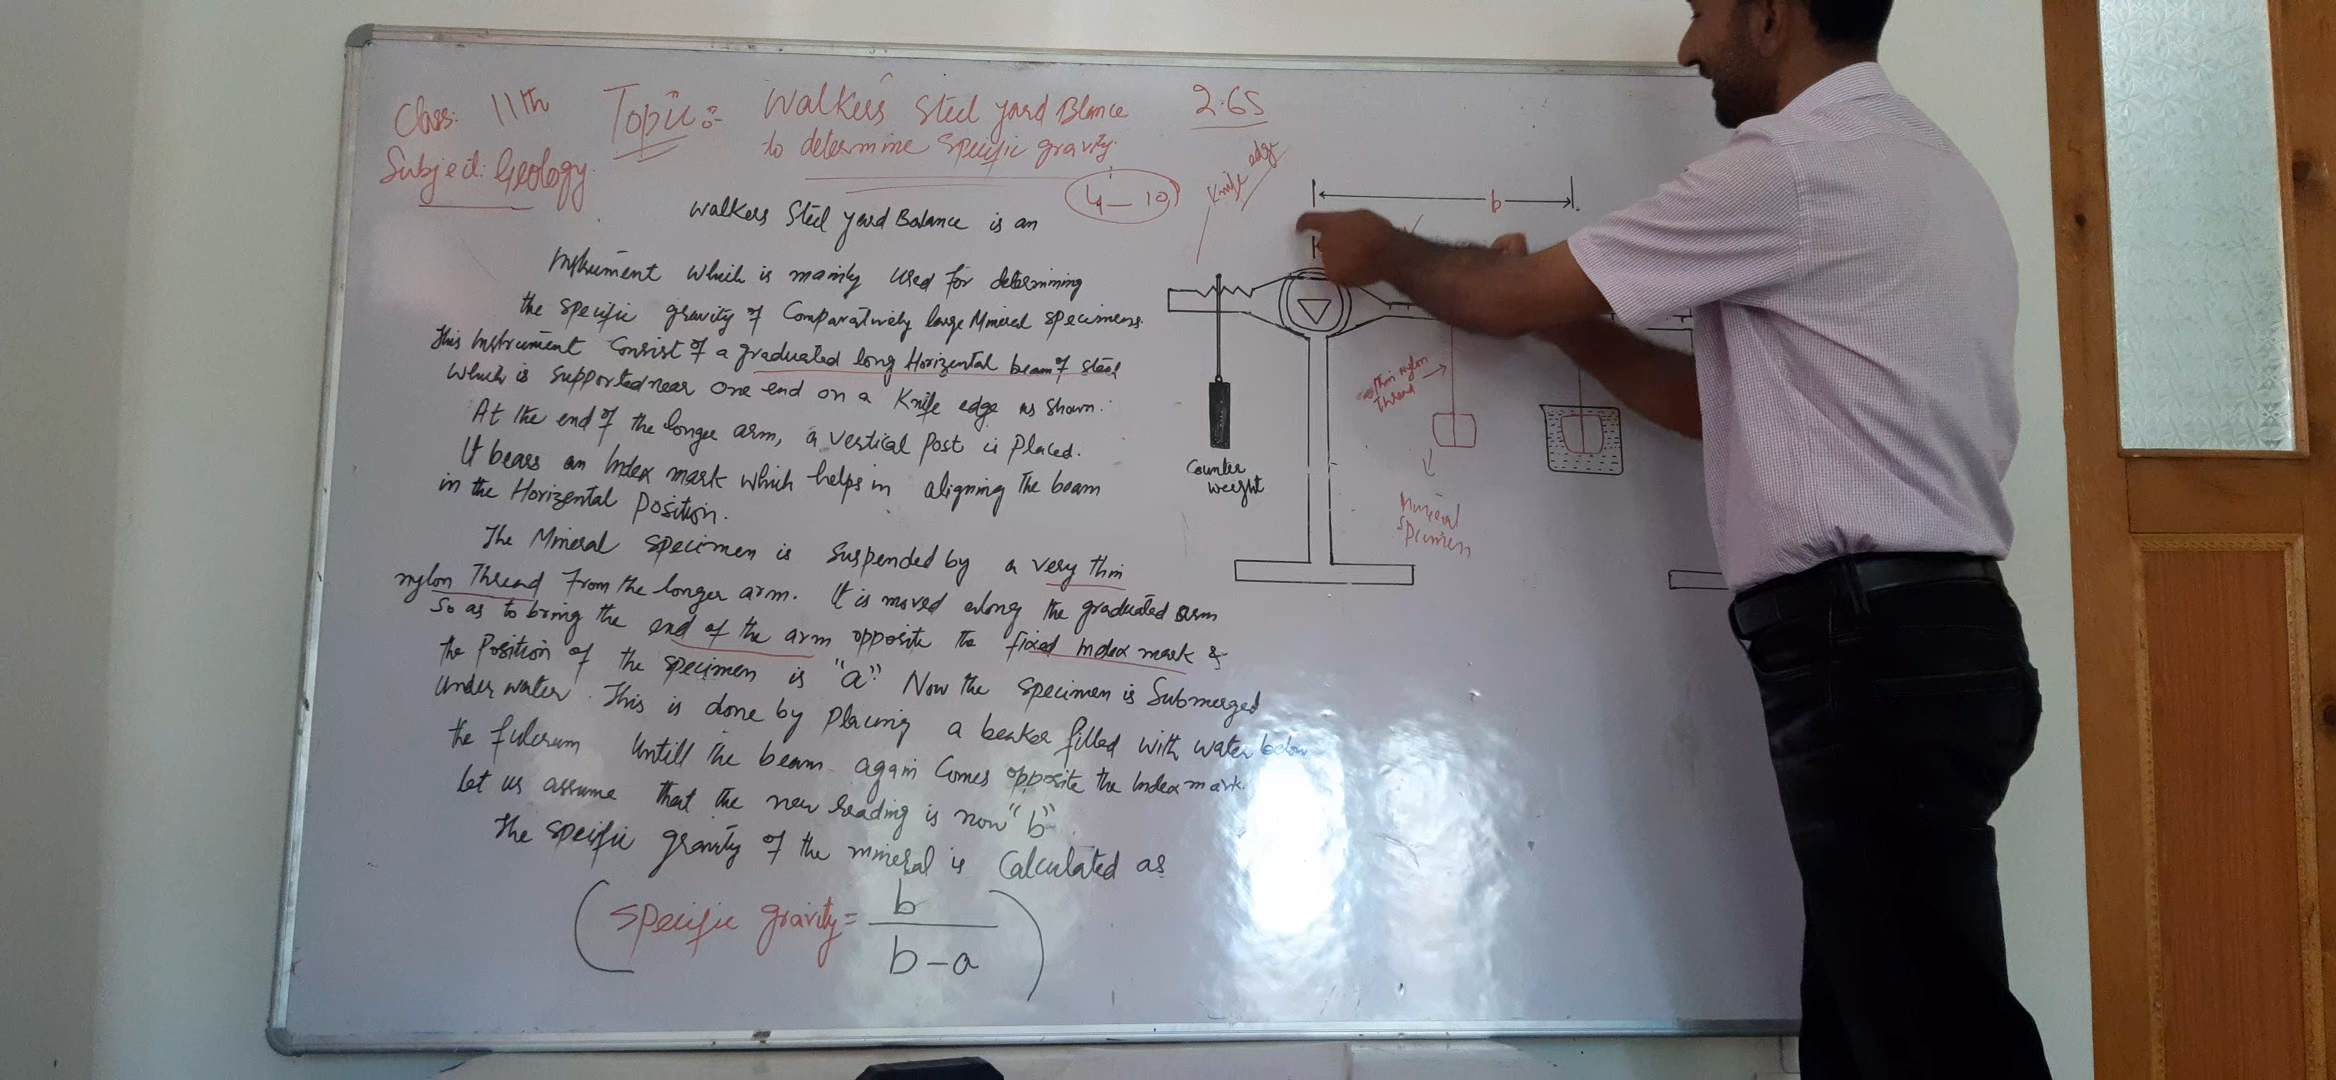 Class: 11th
Subject: Geology
Topic:-
Walkers Steel yard Blance
to determine Specific gravity.
2.65
4 — 10
Walkers Steel yard Balance is an
Instrument which is mainly used for determining
the specific gravity of Comparatively large Mineral specimens.
This Instrument Consist of a graduated long Horizental beam of steel
which is supported near one end on a Knife edge as shown.
At the end of the longer arm, a vertical Post is Placed.
It bears an Index mark which helps in aligning the beam
in the Horizental Position.
The Mineral specimen is suspended by a very thin
nylon Thread from the longer arm. It is moved along the graduated arm
so as to bring the end of the arm opposite the fixed Index mark &
the Position of the specimen is "a" Now the specimen is Submerged
under water. This is done by Placing a beaker filled with water below
the fulcrum Untill the beam again Comes opposite the Index mark.
Let us assume that the new reading is now "b"
The specific gravity of the mineral is Calculated as
Specific gravity = b
b - a
Knife edge
b
thin nylon
thread
Counter
weight
Mineral
Specimen